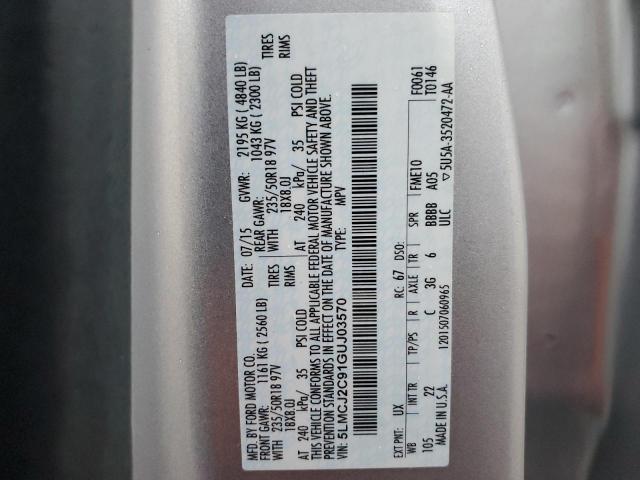 MFD. BY FORD MOTOR CO.
DATE: 07/15 GVWR: 2195 KG ( 4840 LB)
FRONT GAWR: 1161 KG ( 2560 LB) REAR GAWR: 1043 KG ( 2300 LB)
WITH 235/50R18 97V TIRES WITH 235/50R18 97V TIRES
18X8.0J RIMS 18X8.0J RIMS
AT 240 kPa/ 35 PSI COLD AT 240 kPa/ 35 PSI COLD
THIS VEHICLE CONFORMS TO ALL APPLICABLE FEDERAL MOTOR VEHICLE SAFETY AND THEFT
PREVENTION STANDARDS IN EFFECT ON THE DATE OF MANUFACTURE SHOWN ABOVE.
VIN: 5LMCJ2C91GUJ03570 TYPE: MPV
EXT PNT: UX RC: 67 DSO: FME10 F0061
WB INT TR TP/PS R AXLE TR SPR T0146
105 22 C 3G 6 BBBB A05
MADE IN U.S.A. 1201507060965 ULC ▽5U5A-3520472-AA